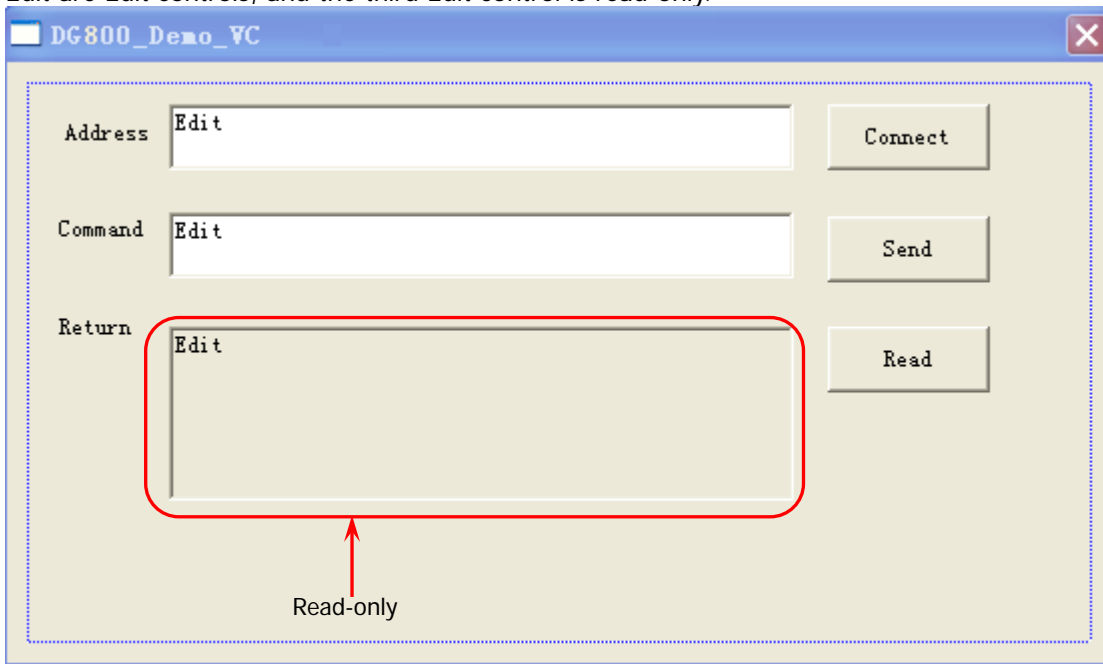 Edit are Edit controls, and the third Edit control is read-only
DG800_Demo_VC
Address Edit Connect
Command Edit Send
Return Edit Read
Read-only